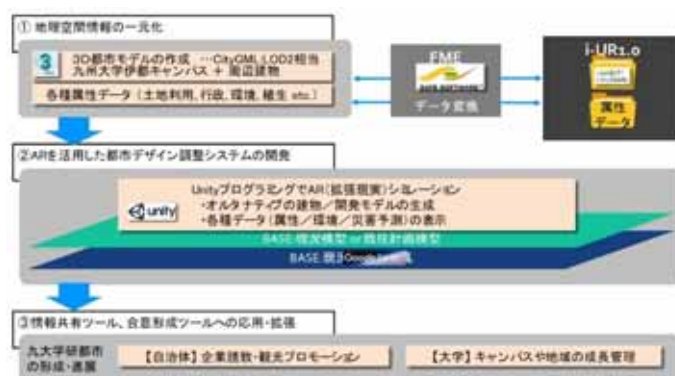 ① 地理空間情報の一元化
3D都市モデルの作成 …CityGML:LOD2相当
九州大学伊都キャンパス + 周辺建物
各種属性データ(土地利用、行政、環境、植生 etc.)
FME
データ変換
i-UR1.0
属性
データ
②ARを活用した都市デザイン調整システムの開発
UnityプログラミングでAR(拡張現実)シミレーション
・オルタナティブの建物/開発モデルの生成
・各種データ(属性/環境/災害予測)の表示
unity
BASE:現況模型 or 既往計画模型
BASE:現
③情報共有ツール、合意形成ツールへの応用・拡張
九大学研都市
の形成・進展
【自治体】企業誘致・観光プロモーション
【大学】キャンパスや地域の成長管理